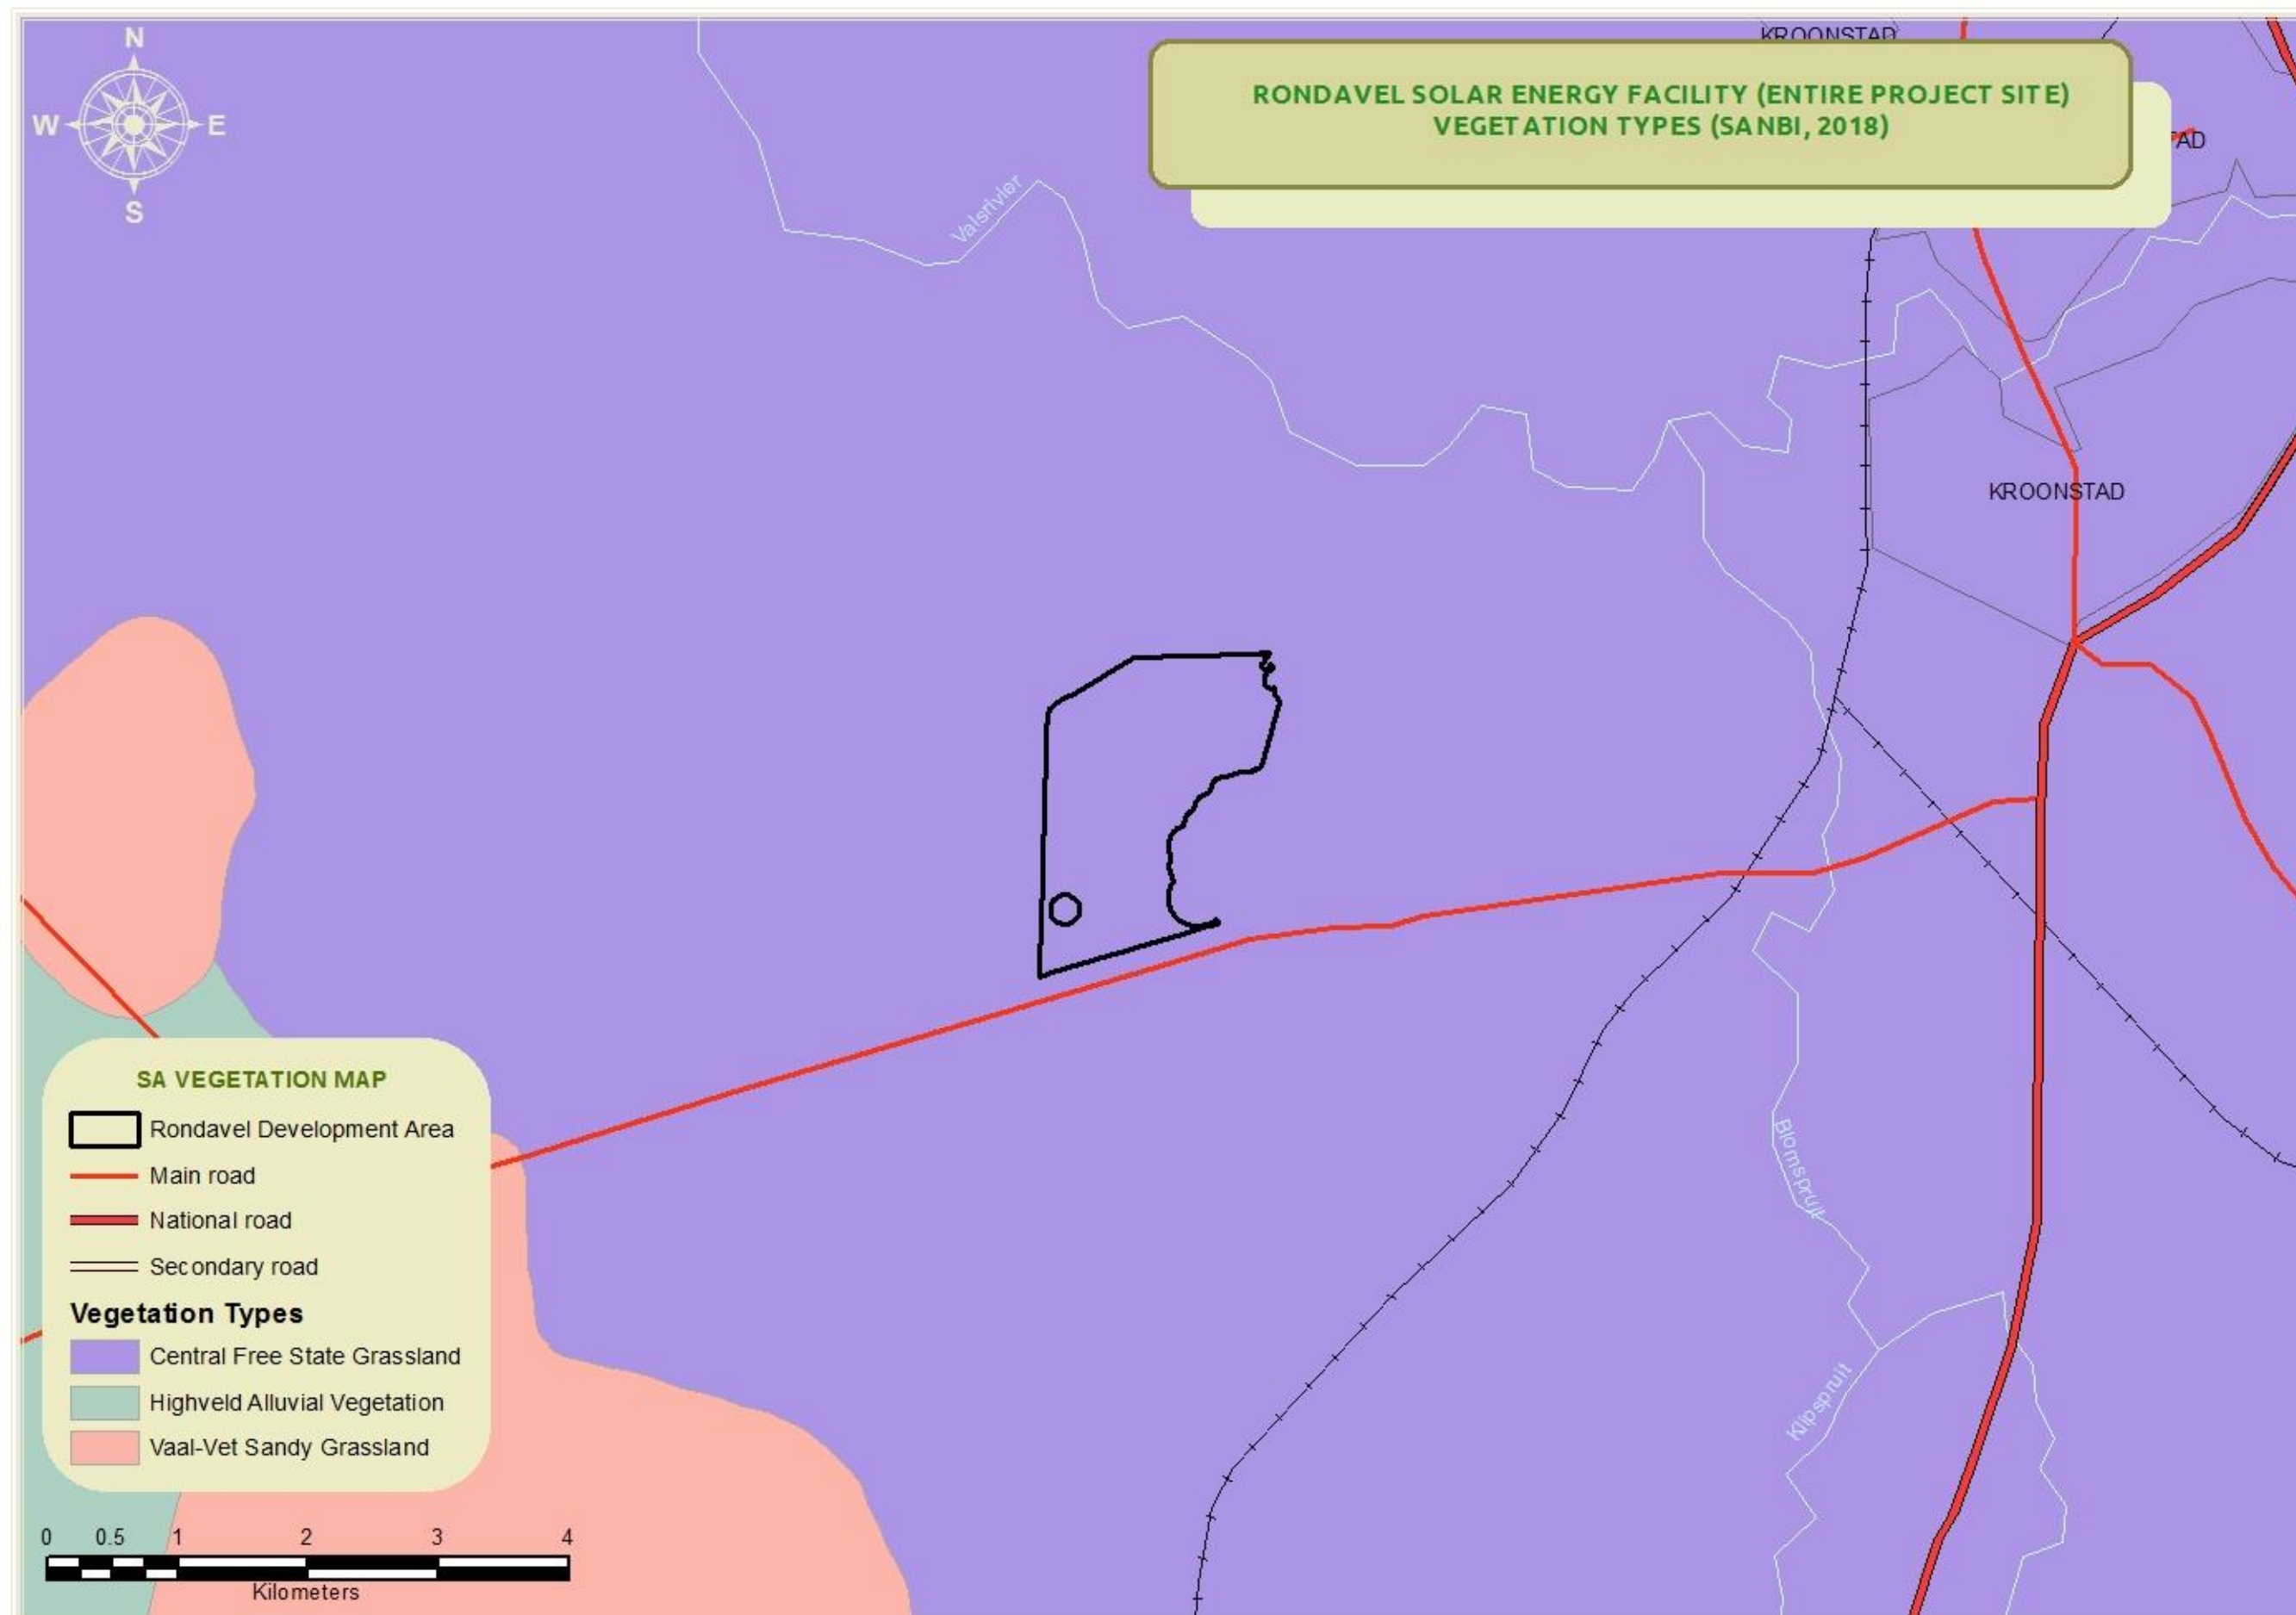 N
W E
S
KROONSTAD
RONDAVEL SOLAR ENERGY FACILITY (ENTIRE PROJECT SITE)
VEGETATION TYPES (SANBI, 2018)
AD
Valsrivier
KROONSTAD
Blomspruit
Klipspruit
SA VEGETATION MAP
Rondavel Development Area
Main road
National road
Secondary road
Vegetation Types
Central Free State Grassland
Highveld Alluvial Vegetation
Vaal-Vet Sandy Grassland
0 0.5 1 2 3 4
Kilometers